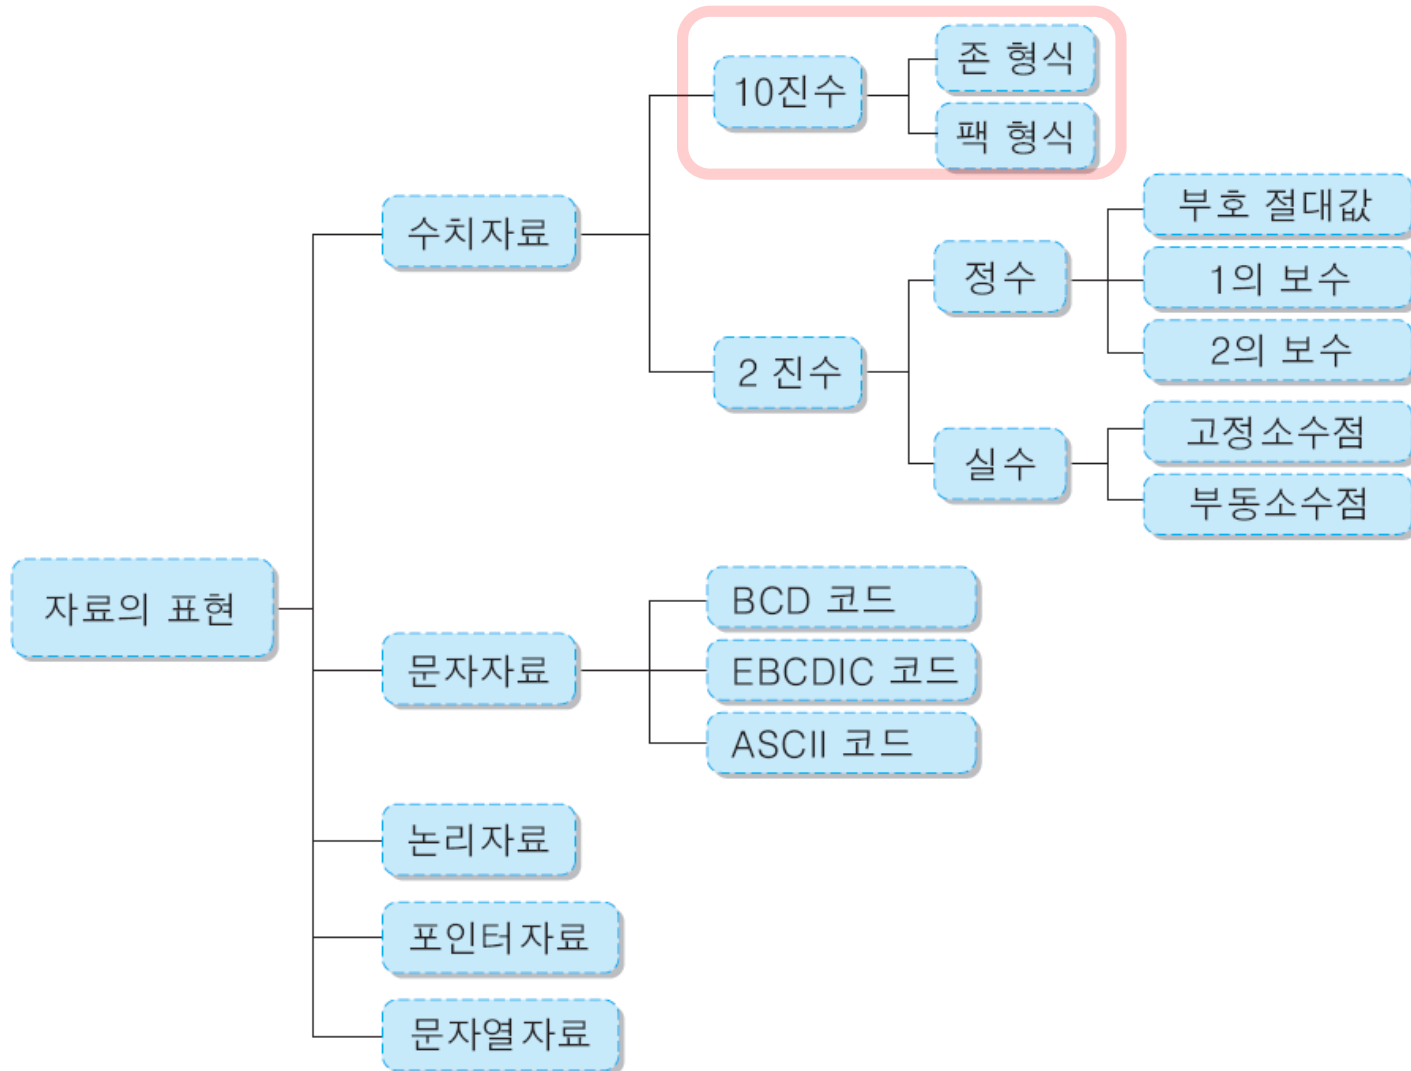 존 형식
10진수
팩 형식
부호 절대값
수치자료
정수
1의 보수
2의 보수
2 진수
고정소수점
실수
부동소수점
자료의 표현
BCD 코드
문자자료
EBCDIC 코드
ASCII 코드
논리자료
포인터자료
문자열자료